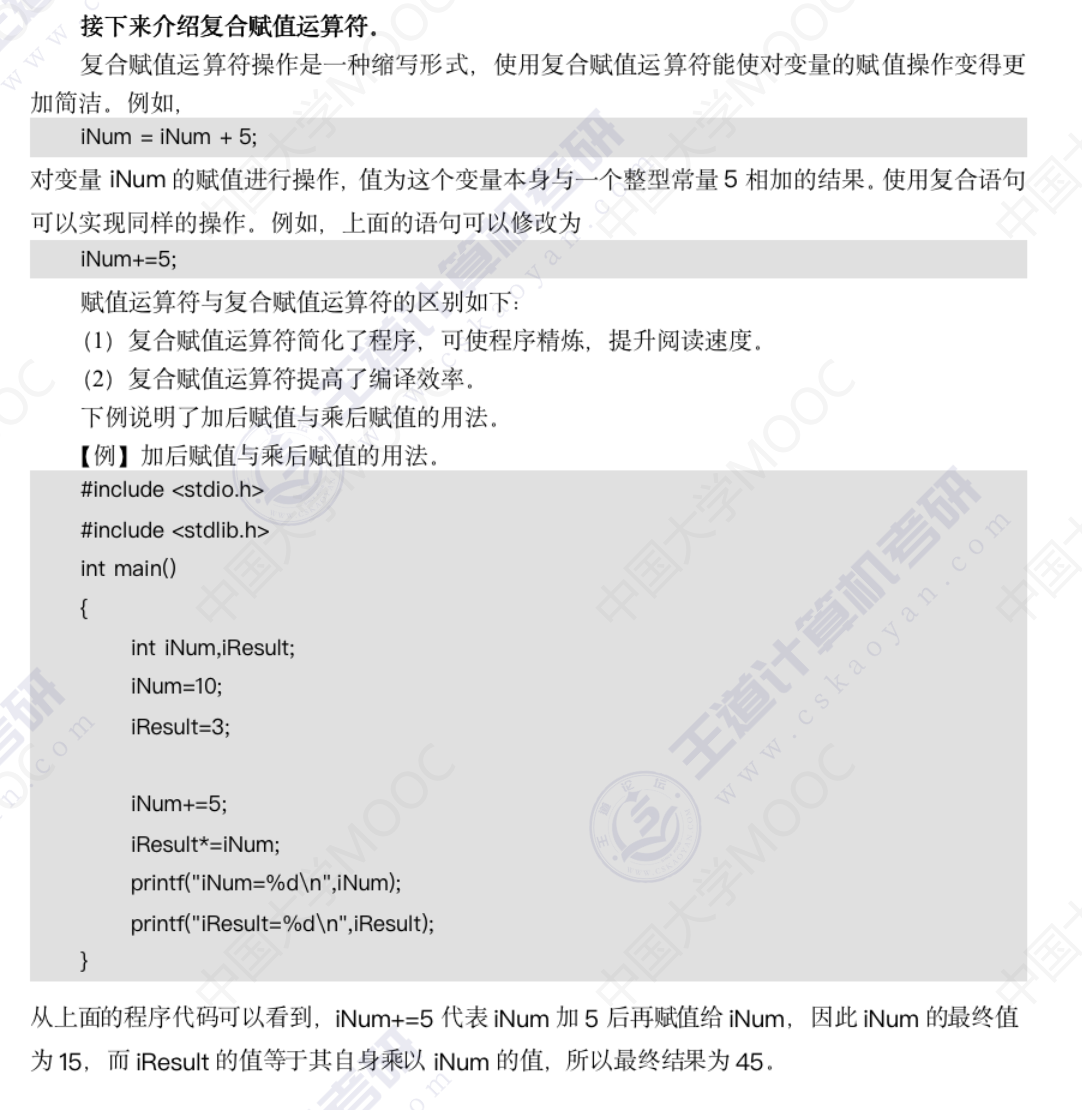 接下来介绍复合赋值运算符。
复合赋值运算符操作是一种缩写形式，使用复合赋值运算符能使对变量的赋值操作变得更
加简洁。例如，
iNum = iNum + 5;
对变量 iNum 的赋值进行操作，值为这个变量本身与一个整型常量 5 相加的结果。使用复合语句
可以实现同样的操作。例如，上面的语句可以修改为
iNum+=5;
赋值运算符与复合赋值运算符的区别如下：
（1）复合赋值运算符简化了程序，可使程序精炼，提升阅读速度。
（2）复合赋值运算符提高了编译效率。
下例说明了加后赋值与乘后赋值的用法。
【例】加后赋值与乘后赋值的用法。
#include <stdio.h>
#include <stdlib.h>
int main()
{
int iNum,iResult;
iNum=10;
iResult=3;
iNum+=5;
iResult*=iNum;
printf("iNum=%d\n",iNum);
printf("iResult=%d\n",iResult);
}
从上面的程序代码可以看到，iNum+=5 代表 iNum 加 5 后再赋值给 iNum，因此 iNum 的最终值
为 15，而 iResult 的值等于其自身乘以 iNum 的值，所以最终结果为 45。
王道计算机考研
www.cskaoyan.com
中国大学MOOC